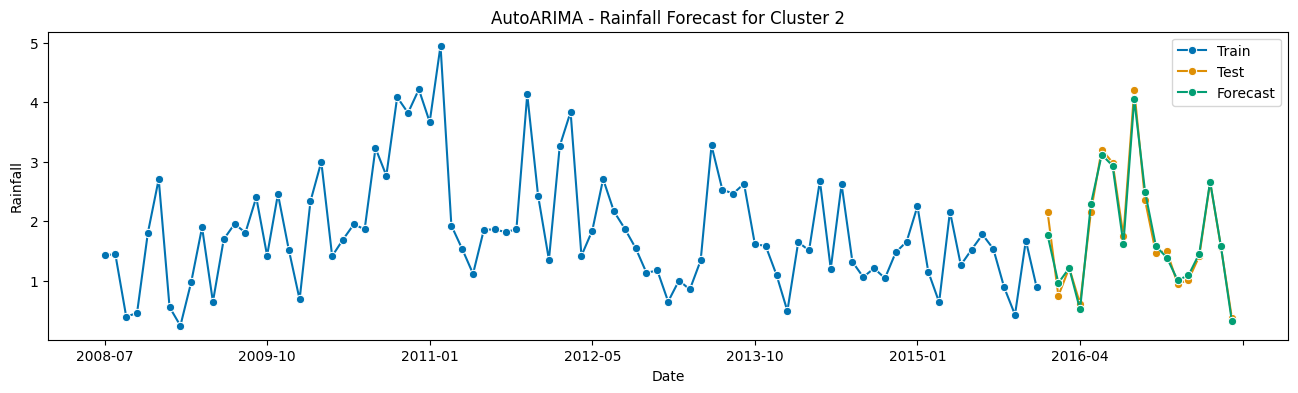 AutoARIMA - Rainfall Forecast for Cluster 2
5
4
3
2
1
Rainfall
Train
Test
Forecast
2008-07 2009-10 2011-01 2012-05 2013-10 2015-01 2016-04
Date